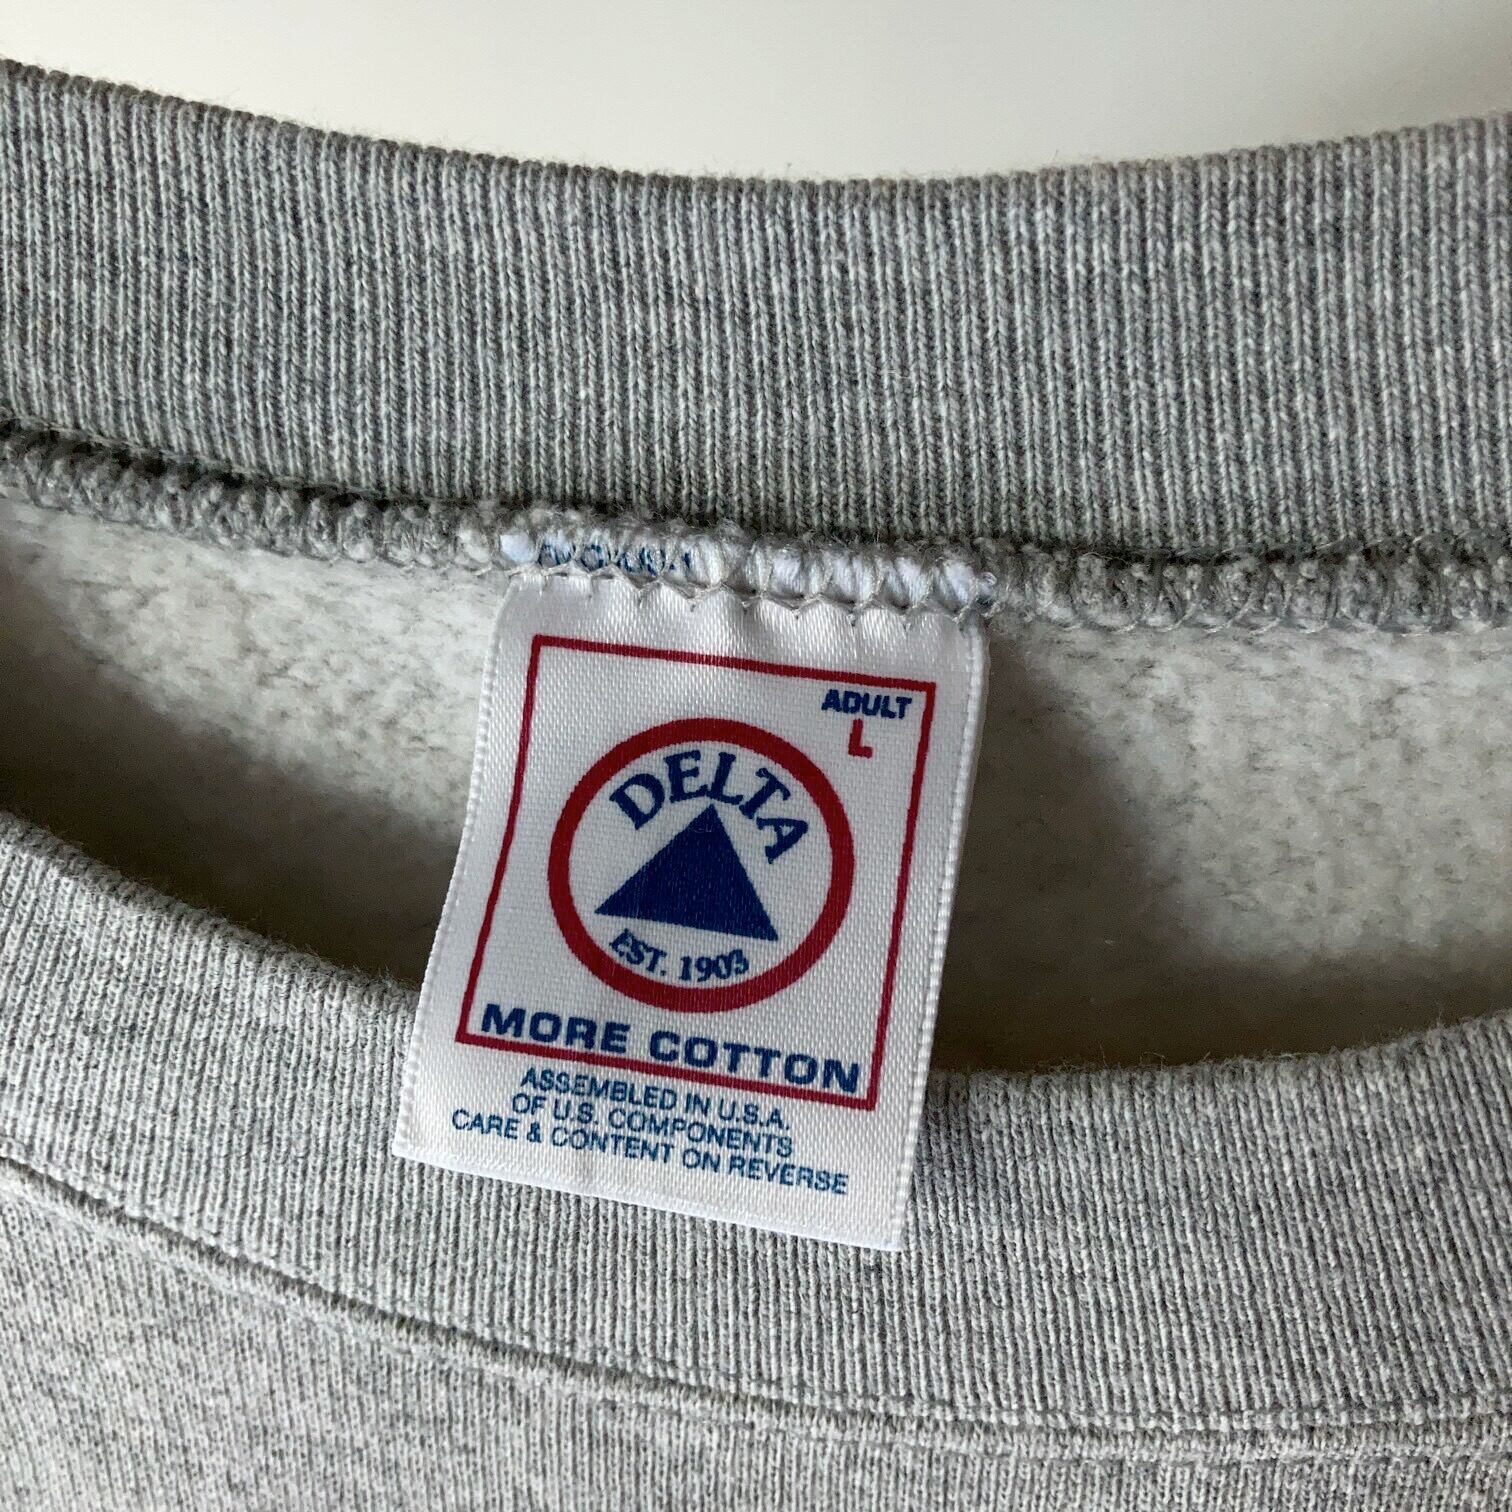 ADULT
L
DELTA
EST. 1903
MORE COTTON
ASSEMBLED IN U.S.A.
OF U.S. COMPONENTS
CARE & CONTENT ON REVERSE